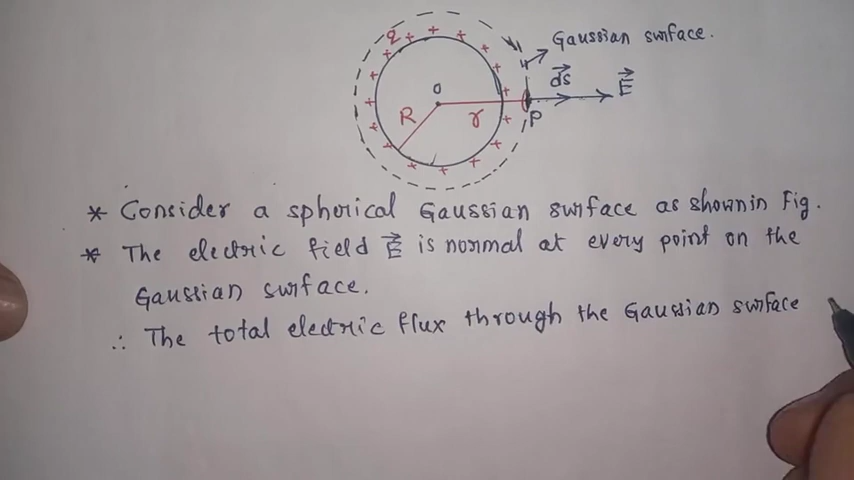 q
Gaussian surface.
O
ds
E
R
r
P
* Consider a spherical Gaussian surface as shown in Fig.
* The electric field E is normal at every point on the
Gaussian surface.
∴ The total electric flux through the Gaussian surface